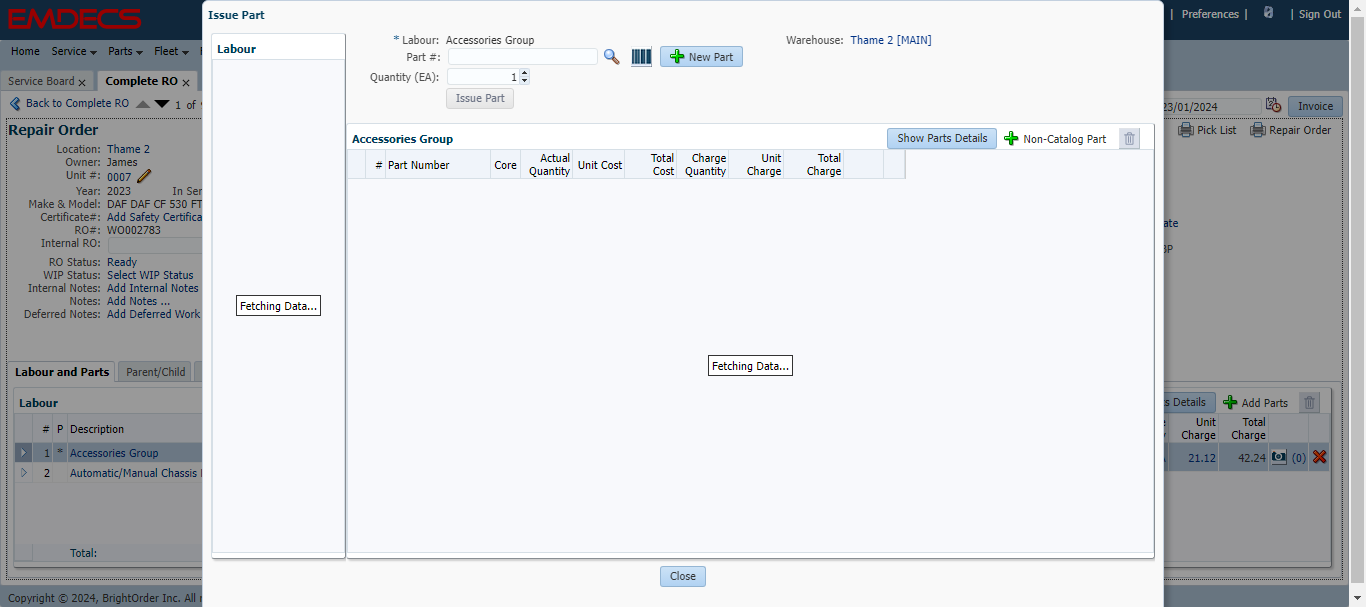 EMDECS
| Preferences | | Sign Out
Home Service Parts Fleet
Service Board x Complete RO x
Back to Complete RO 1 of
23/01/2024 Invoice
Pick List Repair Order
Repair Order
Location: Thame 2
Owner: James
Unit #: 0007
Year: 2023 In Ser
Make & Model: DAF DAF CF 530 FT
Certificate#: Add Safety Certifica
RO#: WO002783
Internal RO:
RO Status: Ready
WIP Status: Select WIP Status
Internal Notes: Add Internal Notes
Notes: Add Notes ...
Deferred Notes: Add Deferred Work
Labour and Parts Parent/Child
Labour
# P Description
1 * Accessories Group
2 Automatic/Manual Chassis
Total:
Copyright © 2024, BrightOrder Inc. All
Issue Part
Labour
Fetching Data...
* Labour: Accessories Group
Part #: New Part
Quantity (EA): 1
Issue Part
Warehouse: Thame 2 [MAIN]
Accessories Group Show Parts Details Non-Catalog Part
# Part Number Core Actual Quantity Unit Cost Total Cost Charge Quantity Unit Charge Total Charge
Fetching Data...
Close
ate
BP
s Details Add Parts
Unit Charge Total Charge
21.12 42.24 (0)